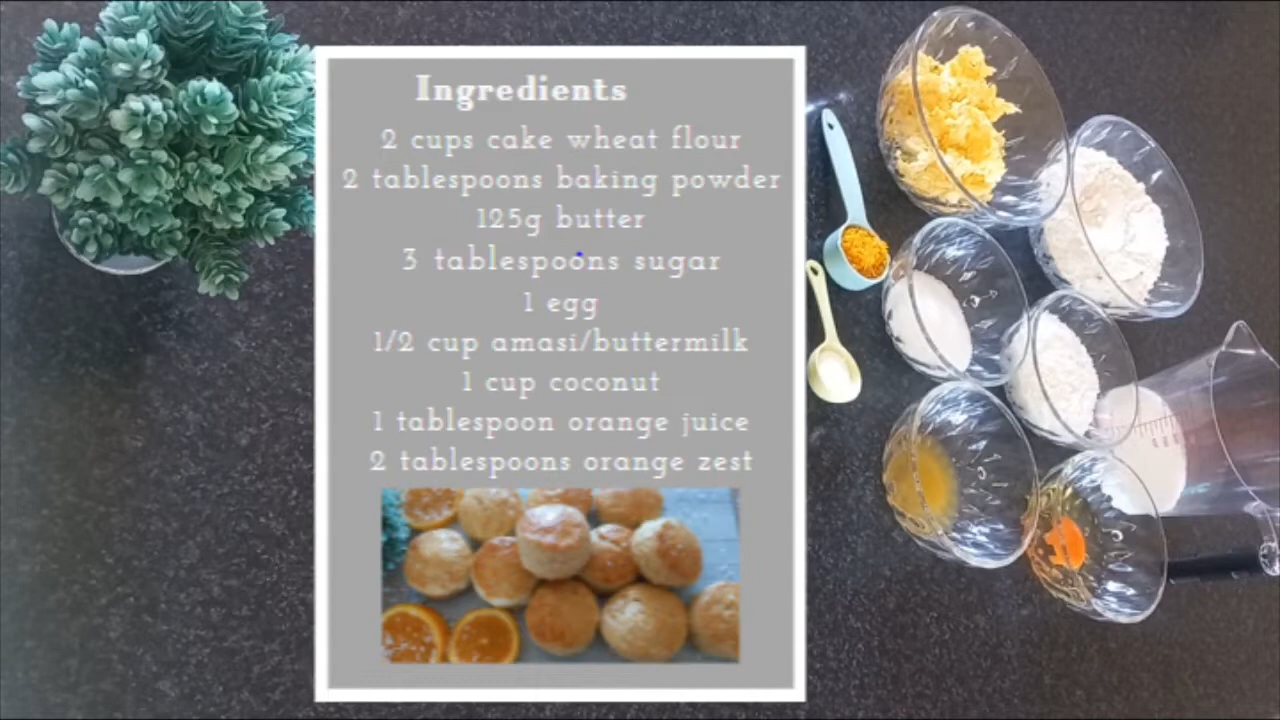 Ingredients
2 cups cake wheat flour
2 tablespoons baking powder
125g butter
3 tablespoons sugar
1 egg
1/2 cup amasi/buttermilk
1 cup coconut
1 tablespoon orange juice
2 tablespoons orange zest